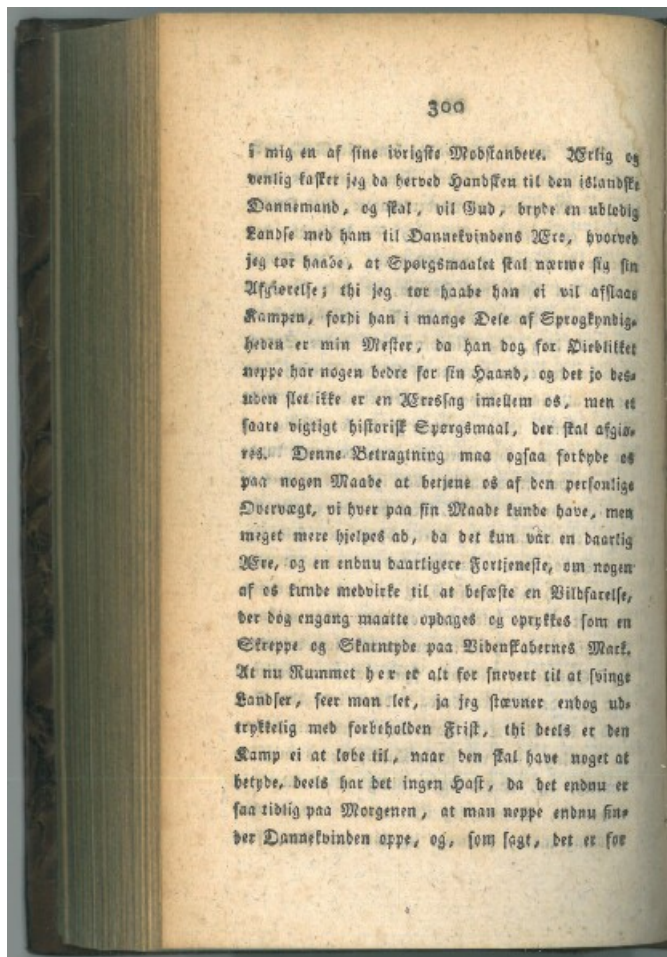 300
i mig en af sine ivrigste Modstandere. Ærlig og
venlig kaster jeg da herved Handsken til den islandske
Dannemand, og skal, vil Gud, bryde en ublodig
Landse med ham til Dannekvindens Ære, hvorved
jeg tør haabe, at Spørgsmaalet skal nærme sig sin
Afgiørelse; thi jeg tør haabe han ei vil afslaae
Kampen, fordi han i mange Dele af Sprogkyndig-
heden er min Mester, da han dog for Øieblikket
neppe har nogen bedre for sin Haand, og det jo des-
uden slet ikke er en Æressag imellem os, men et
saare vigtigt historisk Spørgsmaal, der skal afgiø-
res. Denne Betragtning maa ogsaa forbyde os
paa nogen Maade at betjene os af den personlige
Overvægt, vi hver paa sin Maade kunde have, men
meget mere hjelpes ad, da det kun var en daarlig
Ære, og en endnu daarligere Fortjeneste, om nogen
af os kunde medvirke til at befæste en Vildfarelse,
der dog engang maatte opdages og oprykkes som en
Skreppe og Skarntyde paa Videnskabernes Mark.
At nu Rummet her er alt for snevert til at svinge
Landser, seer man let, ja jeg stævner endog ud-
trykkelig med forbeholden Frist, thi deels er den
Kamp ei at løbe til, naar den skal have noget at
betyde, deels har det ingen Hast, da det endnu er
saa tidlig paa Morgenen, at man neppe endnu fin-
der Dannekvinden oppe, og, som sagt, det er for